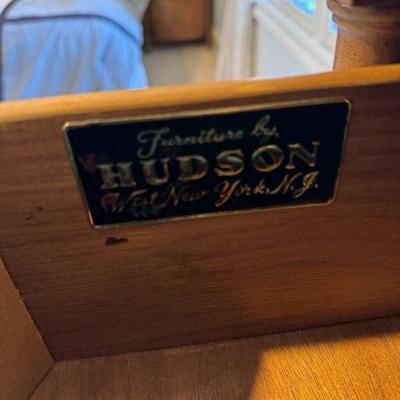 Furniture by
HUDSON
West New York, N.J.